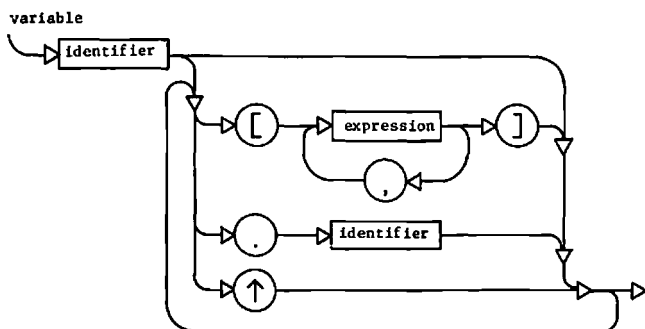 variable
identifier
[ expression ]
,
. identifier
↑